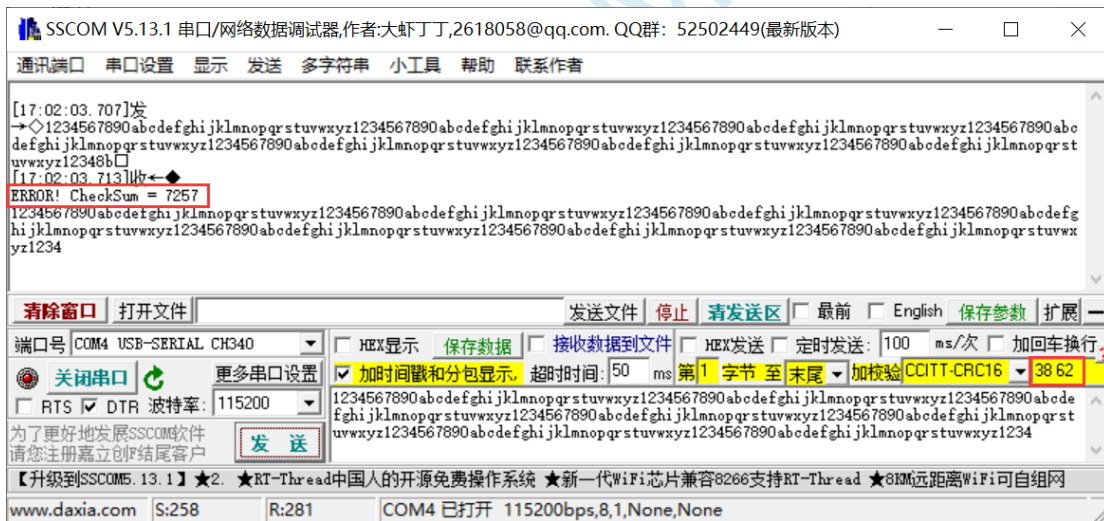 SSCOM V5.13.1 串口/网络数据调试器,作者:大虾丁丁,2618058@qq.com. QQ群: 52502449(最新版本)
通讯端口 串口设置 显示 发送 多字符串 小工具 帮助 联系作者
[17:02:03.707]发
→◇1234567890abcdefghijklmnopqrstuvwxyz1234567890abcdefghijklmnopqrstuvwxyz1234567890abcdefghijklmnopqrstuvwxyz1234567890abc
defghijklmnopqrstuvwxyz1234567890abcdefghijklmnopqrstuvwxyz1234567890abcdefghijklmnopqrstuvwxyz1234567890abcdefghijklmnopqrst
uvwxyz12348b□
[17:02:03.713]收←◆
ERROR! CheckSum = 7257
1234567890abcdefghijklmnopqrstuvwxyz1234567890abcdefghijklmnopqrstuvwxyz1234567890abcdefghijklmnopqrstuvwxyz1234567890abcdefg
hijklmnopqrstuvwxyz1234567890abcdefghijklmnopqrstuvwxyz1234567890abcdefghijklmnopqrstuvwxyz1234567890abcdefghijklmnopqrstuvwx
yz1234
清除窗口 打开文件 发送文件 停止 清发送区 最前 English 保存参数 扩展 —
端口号 COM4 USB-SERIAL CH340 HEX显示 保存数据 接收数据到文件 HEX发送 定时发送: 100 ms/次 加回车换行
关闭串口 更多串口设置 加时间戳和分包显示, 超时时间: 50 ms 第1 字节 至 末尾 加校验 CCITT-CRC16 38 62
RTS DTR 波特率: 115200
1234567890abcdefghijklmnopqrstuvwxyz1234567890abcdefghijklmnopqrstuvwxyz1234567890abcdefghijklmnopqrstuvwxyz1234567890abcde
fghijklmnopqrstuvwxyz1234567890abcdefghijklmnopqrstuvwxyz1234567890abcdefghijklmnopqrstuvwxyz1234567890abcdefghijklmnopqrst
uvwxyz1234567890abcdefghijklmnopqrstuvwxyz1234567890abcdefghijklmnopqrstuvwxyz1234
为了更好地发展SSCOM软件
请您注册嘉立创F结尾客户
发 送
【升级到SSCOM5.13.1】★2. ★RT-Thread中国人的开源免费操作系统 ★新一代WiFi芯片兼容8266支持RT-Thread ★8KM远距离WiFi可自组网
www.daxia.com S:258 R:281 COM4 已打开 115200bps,8,1,None,None